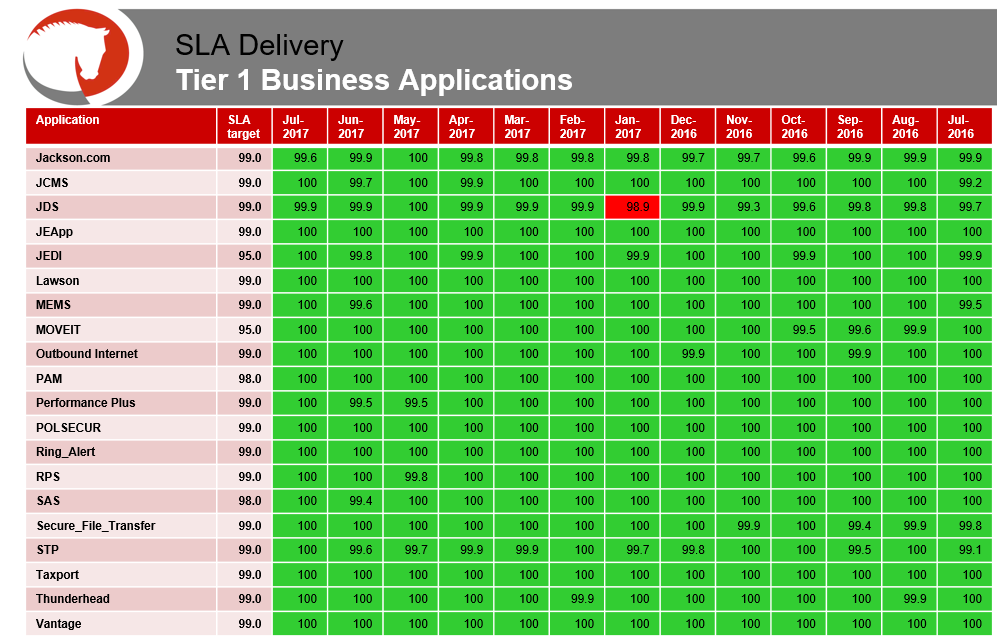 SLA Delivery
Tier 1 Business Applications
Application SLA target Jul-2017 Jun-2017 May-2017 Apr-2017 Mar-2017 Feb-2017 Jan-2017 Dec-2016 Nov-2016 Oct-2016 Sep-2016 Aug-2016 Jul-2016
Jackson.com 99.0 99.6 99.9 100 99.8 99.8 99.8 99.8 99.7 99.7 99.6 99.9 99.9 99.9
JCMS 99.0 100 99.7 100 99.9 100 100 100 100 100 100 100 100 99.2
JDS 99.0 99.9 99.9 100 99.9 99.9 99.9 98.9 99.9 99.3 99.6 99.8 99.8 99.7
JEApp 99.0 100 100 100 100 100 100 100 100 100 100 100 100 100
JEDI 95.0 100 99.8 100 99.9 100 100 99.9 100 100 99.9 100 100 99.9
Lawson 99.0 100 100 100 100 100 100 100 100 100 100 100 100 100
MEMS 99.0 100 99.6 100 100 100 100 100 100 100 100 100 100 99.5
MOVEIT 95.0 100 100 100 100 100 100 100 100 100 99.5 99.6 99.9 100
Outbound Internet 99.0 100 100 100 100 100 100 100 99.9 100 100 99.9 100 100
PAM 98.0 100 100 100 100 100 100 100 100 100 100 100 100 100
Performance Plus 99.0 100 99.5 99.5 100 100 100 100 100 100 100 100 100 100
POLSECUR 99.0 100 100 100 100 100 100 100 100 100 100 100 100 100
Ring_Alert 99.0 100 100 100 100 100 100 100 100 100 100 100 100 100
RPS 99.0 100 100 99.8 100 100 100 100 100 100 100 100 100 100
SAS 98.0 100 99.4 100 100 100 100 100 100 100 100 100 100 100
Secure_File_Transfer 99.0 100 100 100 100 100 100 100 100 99.9 100 99.4 99.9 99.8
STP 99.0 100 99.6 99.7 99.9 99.9 100 99.7 99.8 100 100 99.5 100 99.1
Taxport 99.0 100 100 100 100 100 100 100 100 100 100 100 100 100
Thunderhead 99.0 100 100 100 100 100 99.9 100 100 100 100 100 99.9 100
Vantage 99.0 100 100 100 100 100 100 100 100 100 100 100 100 100